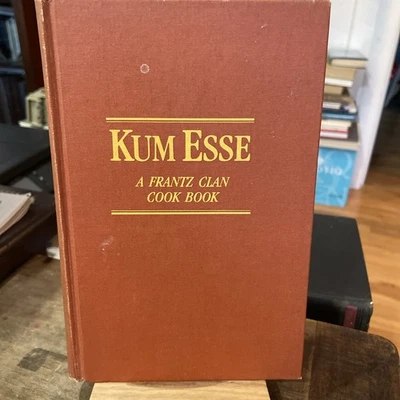 KUM ESSE
A FRANTZ CLAN
COOK BOOK